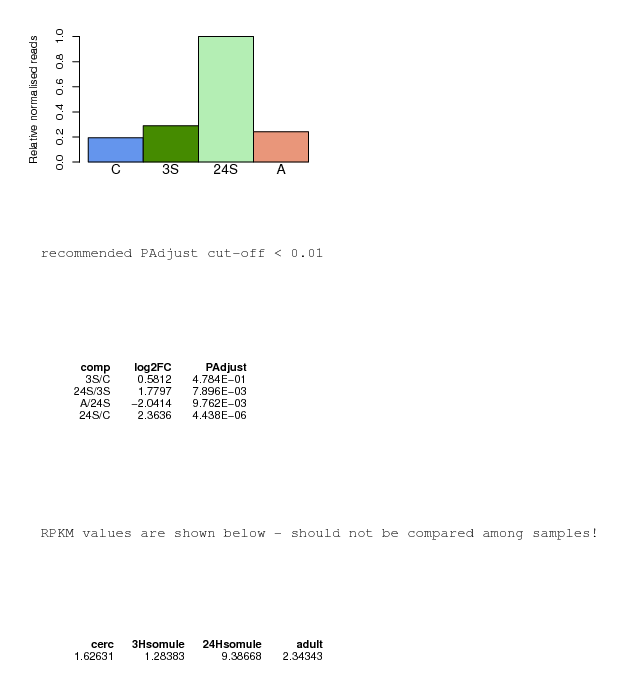 Relative normalised reads
1.0
0.8
0.6
0.4
0.2
0.0
C 3S 24S A
recommended PAdjust cut-off < 0.01
comp log2FC PAdjust
3S/C 0.5812 4.784E−01
24S/3S 1.7797 7.896E−03
A/24S −2.0414 9.762E−03
24S/C 2.3636 4.438E−06
RPKM values are shown below - should not be compared among samples!
cerc 3Hsomule 24Hsomule adult
1.62631 1.28383 9.38668 2.34343